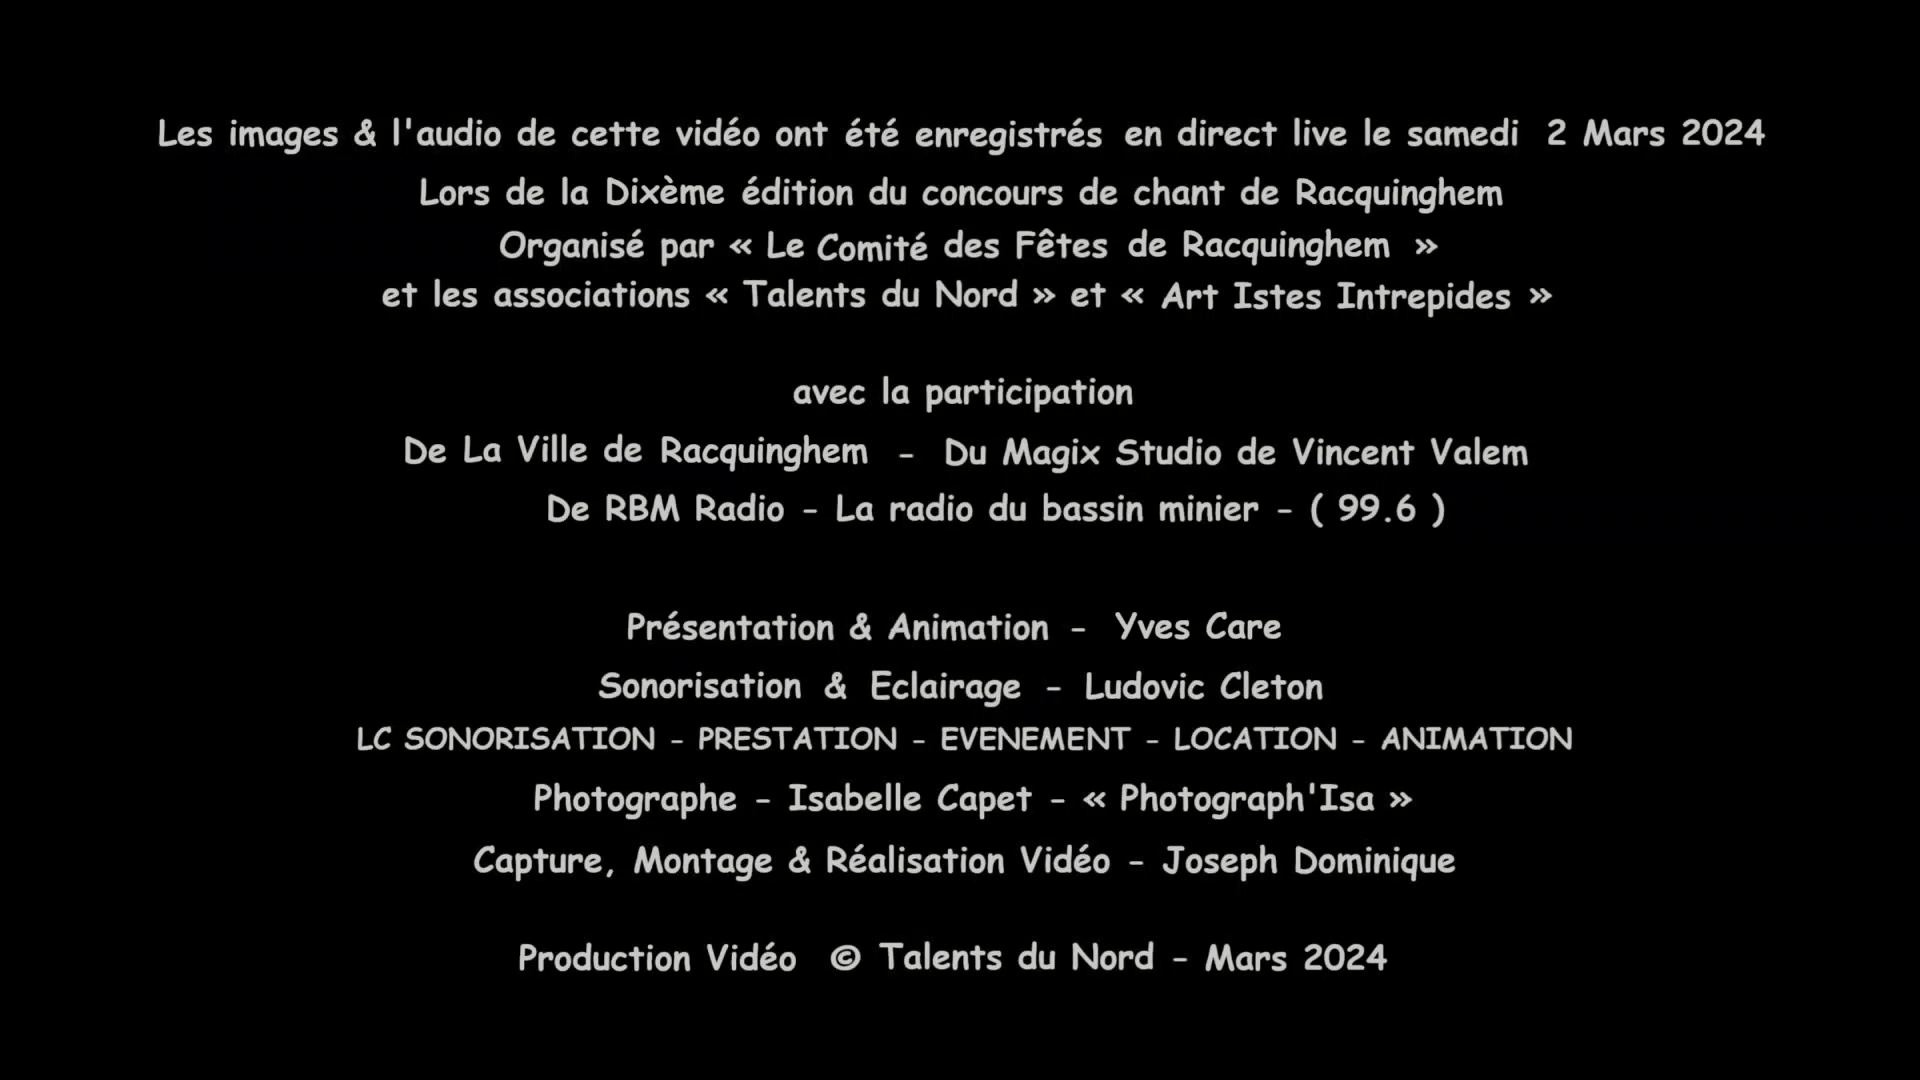 Les images & l'audio de cette vidéo ont été enregistrés en direct live le samedi 2 Mars 2024
Lors de la Dixème édition du concours de chant de Racquinghem
Organisé par « Le Comité des Fêtes de Racquinghem »
et les associations « Talents du Nord » et « Art Istes Intrepides »
avec la participation
De La Ville de Racquinghem - Du Magix Studio de Vincent Valem
De RBM Radio - La radio du bassin minier - ( 99.6 )
Présentation & Animation - Yves Care
Sonorisation & Eclairage - Ludovic Cleton
LC SONORISATION - PRESTATION - EVENEMENT - LOCATION - ANIMATION
Photographe - Isabelle Capet - « Photograph'Isa »
Capture, Montage & Réalisation Vidéo - Joseph Dominique
Production Vidéo © Talents du Nord - Mars 2024